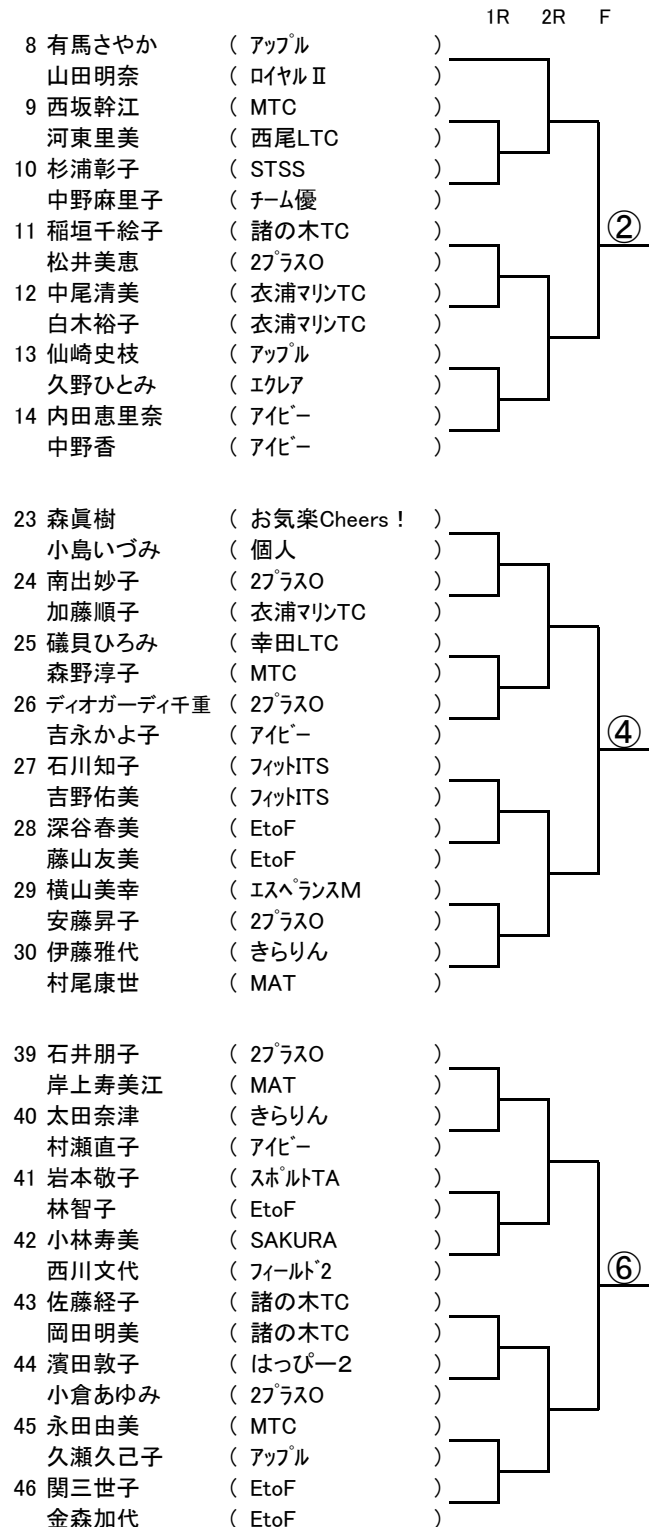 1R 2R F
8 有馬さやか ( アップル )
山田明奈 ( ロイヤルⅡ )
9 西坂幹江 ( MTC )
河東里美 ( 西尾LTC )
10 杉浦彰子 ( STSS )
中野麻里子 ( チーム優 )
11 稲垣千絵子 ( 諸の木TC )
②
松井美恵 ( 2プラスO )
12 中尾清美 ( 衣浦マリンTC )
白木裕子 ( 衣浦マリンTC )
13 仙崎史枝 ( アップル )
久野ひとみ ( エクレア )
14 内田恵里奈 ( アイビー )
中野香 ( アイビー )
23 森眞樹 ( お気楽Cheers! )
小島いづみ ( 個人 )
24 南出妙子 ( 2プラスO )
加藤順子 ( 衣浦マリンTC )
25 礒貝ひろみ ( 幸田LTC )
森野淳子 ( MTC )
26 ディオガーディ千重 ( 2プラスO )
吉永かよ子 ( アイビー )
④
27 石川知子 ( フィットITS )
吉野佑美 ( フィットITS )
28 深谷春美 ( EtoF )
藤山友美 ( EtoF )
29 横山美幸 ( エスペランスM )
安藤昇子 ( 2プラスO )
30 伊藤雅代 ( きらりん )
村尾康世 ( MAT )
39 石井朋子 ( 2プラスO )
岸上寿美江 ( MAT )
40 太田奈津 ( きらりん )
村瀬直子 ( アイビー )
41 岩本敬子 ( スポルトTA )
林智子 ( EtoF )
42 小林寿美 ( SAKURA )
西川文代 ( フィールド2 )
⑥
43 佐藤経子 ( 諸の木TC )
岡田明美 ( 諸の木TC )
44 濱田敦子 ( はっぴー2 )
小倉あゆみ ( 2プラスO )
45 永田由美 ( MTC )
久瀬久己子 ( アップル )
46 関三世子 ( EtoF )
金森加代 ( EtoF )